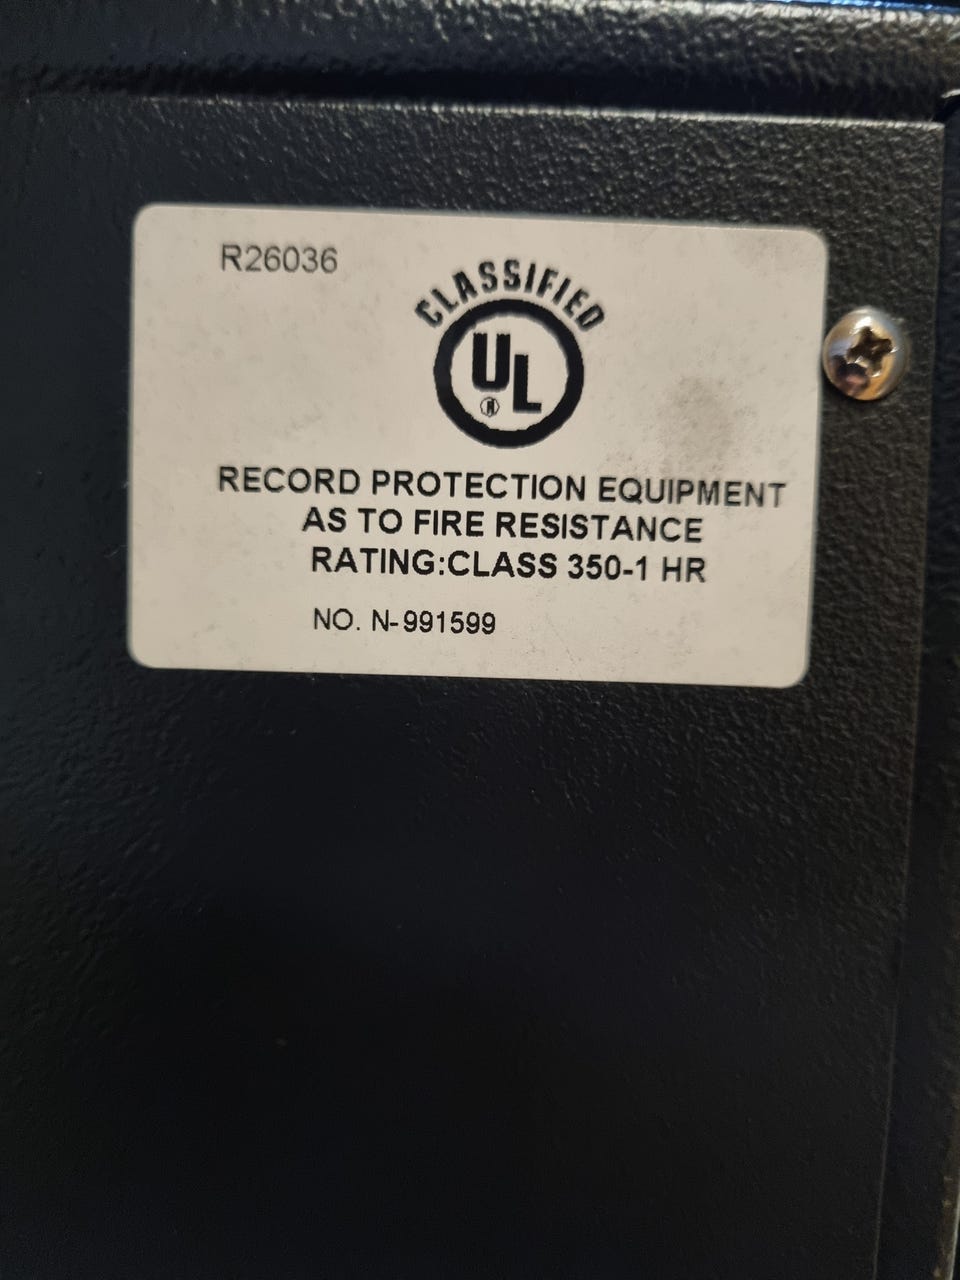 R26036
CLASSIFIED
UL
®
RECORD PROTECTION EQUIPMENT
AS TO FIRE RESISTANCE
RATING:CLASS 350-1 HR
NO. N-991599